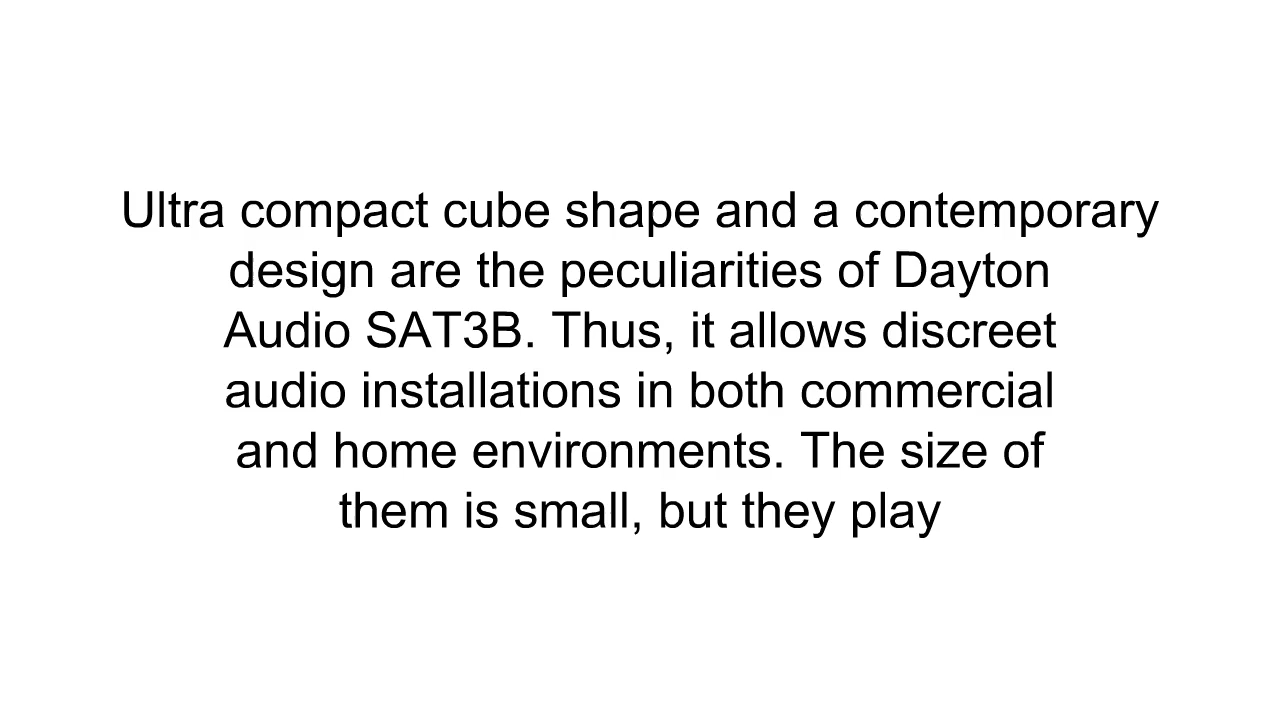 Ultra compact cube shape and a contemporary
design are the peculiarities of Dayton
Audio SAT3B. Thus, it allows discreet
audio installations in both commercial
and home environments. The size of
them is small, but they play